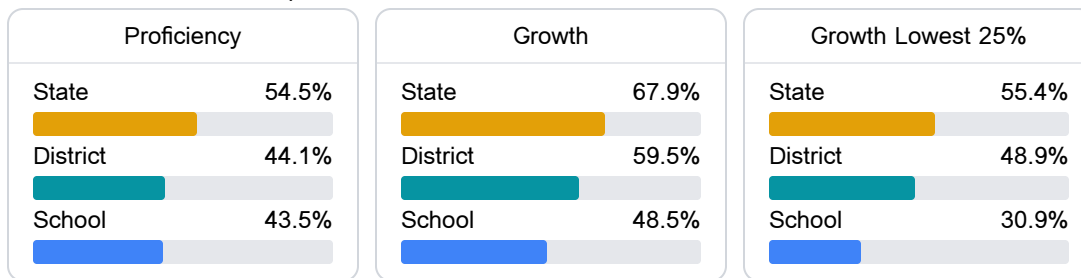 Proficiency
State 54.5%
District 44.1%
School 43.5%
Growth
State 67.9%
District 59.5%
School 48.5%
Growth Lowest 25%
State 55.4%
District 48.9%
School 30.9%